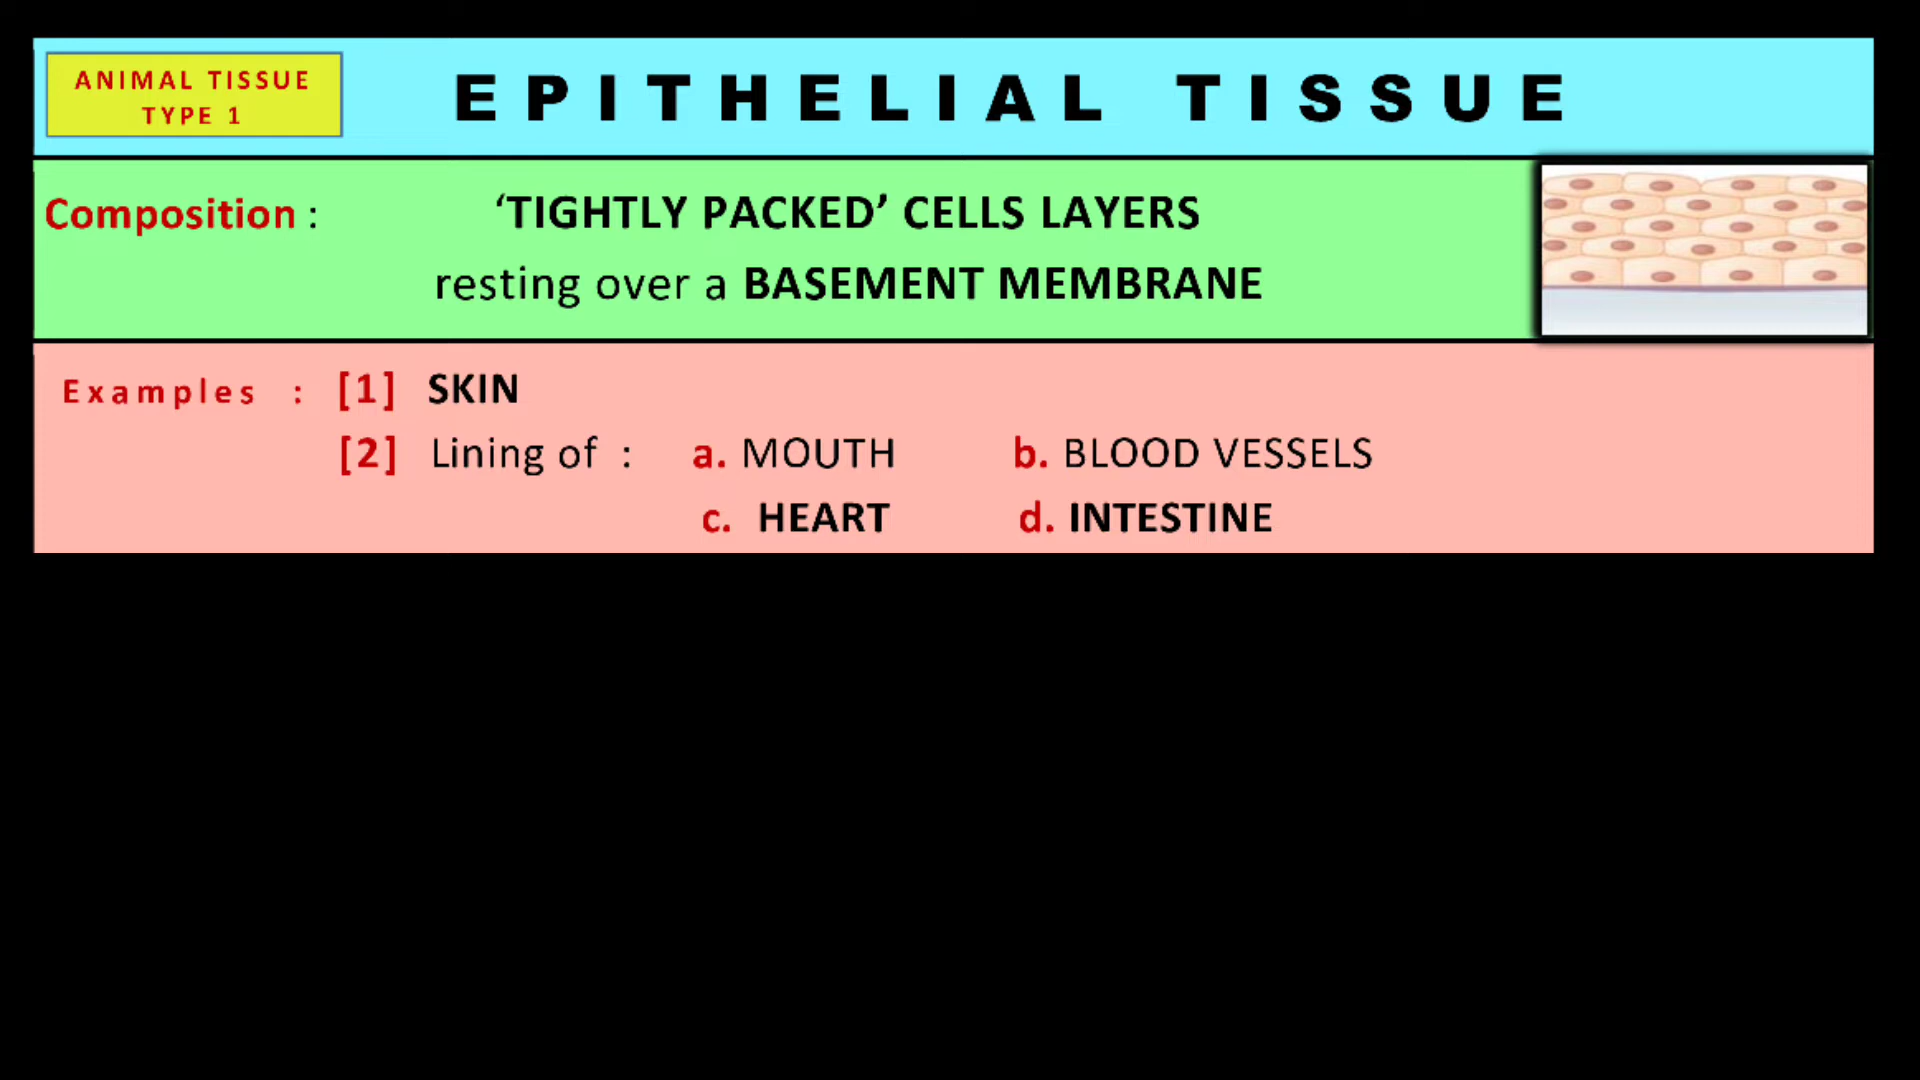 ANIMAL TISSUE
TYPE 1
EPITHELIAL TISSUE
Composition : ‘TIGHTLY PACKED’ CELLS LAYERS
resting over a BASEMENT MEMBRANE
Examples : [1] SKIN
[2] Lining of : a. MOUTH b. BLOOD VESSELS
c. HEART d. INTESTINE